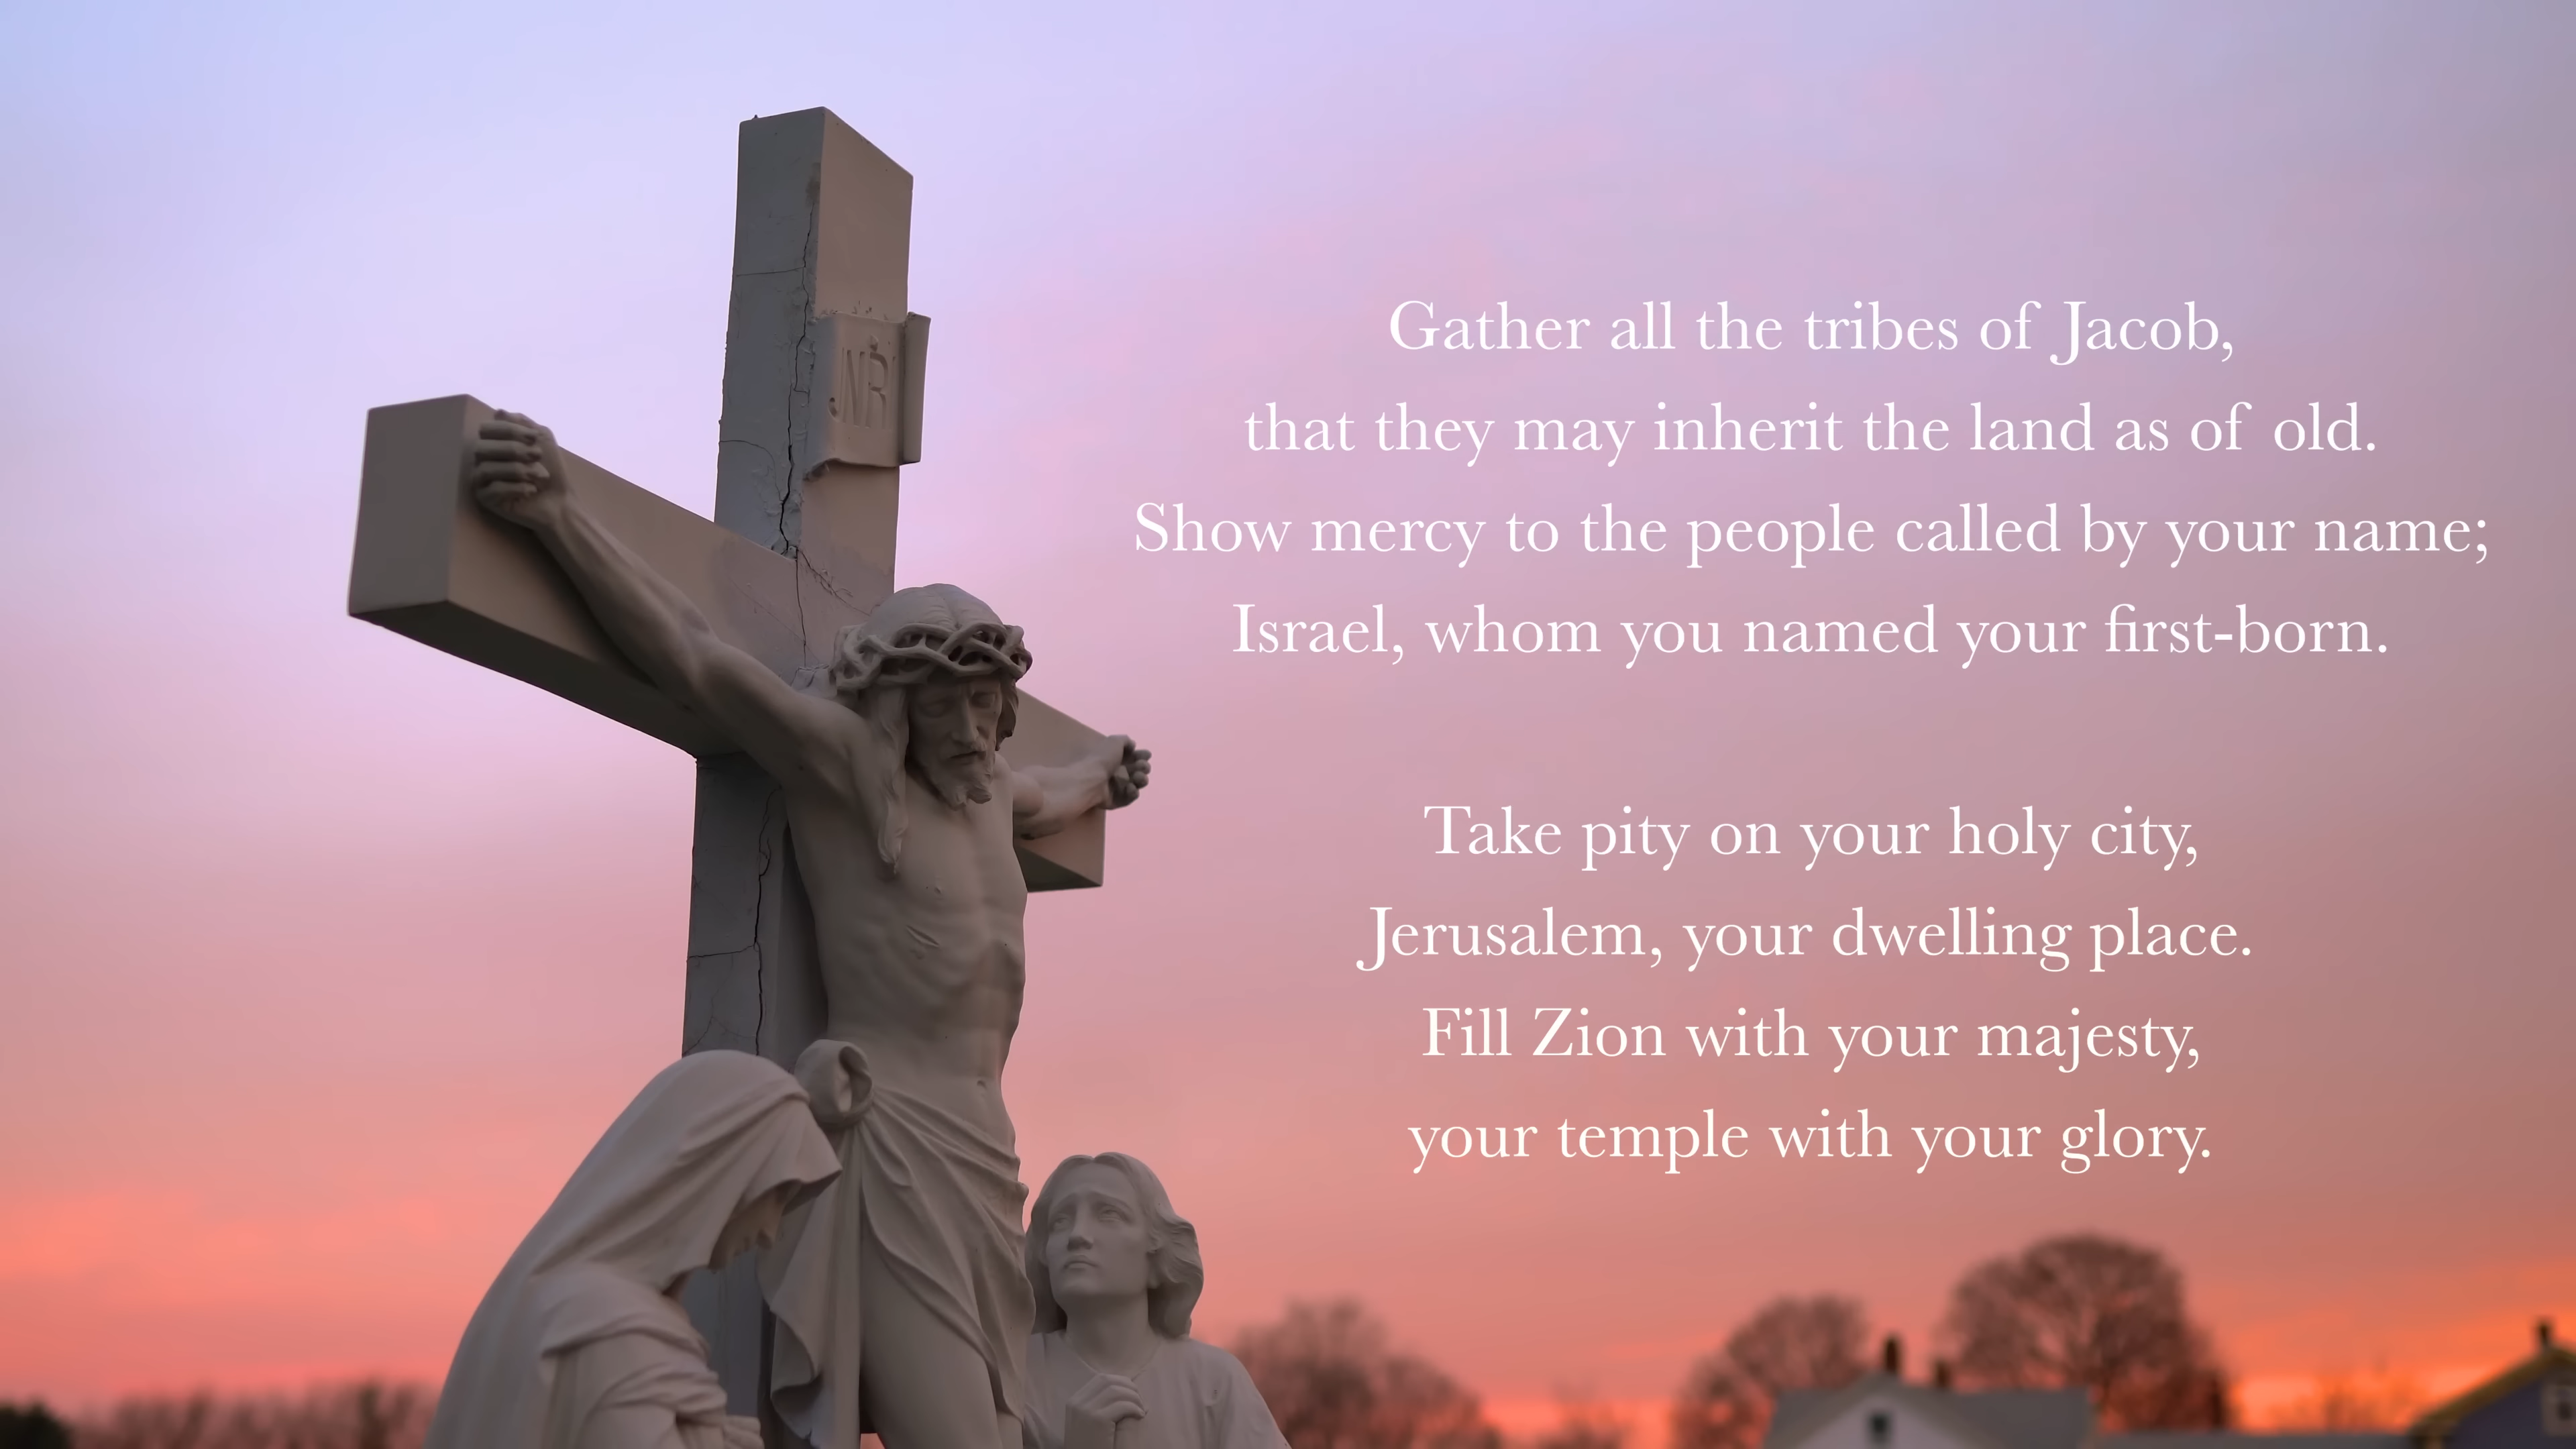 JNRI
Gather all the tribes of Jacob,
that they may inherit the land as of old.
Show mercy to the people called by your name;
Israel, whom you named your first-born.
Take pity on your holy city,
Jerusalem, your dwelling place.
Fill Zion with your majesty,
your temple with your glory.